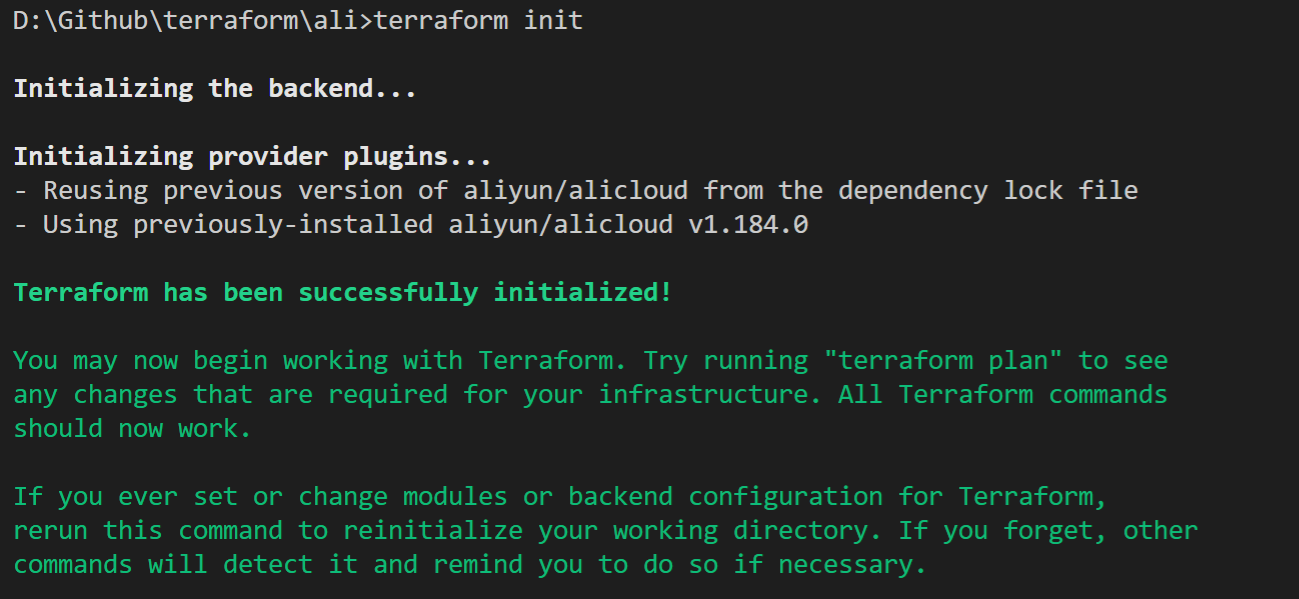 D:\Github\terraform\ali>terraform init
Initializing the backend...
Initializing provider plugins...
- Reusing previous version of aliyun/alicloud from the dependency lock file
- Using previously-installed aliyun/alicloud v1.184.0
Terraform has been successfully initialized!
You may now begin working with Terraform. Try running "terraform plan" to see
any changes that are required for your infrastructure. All Terraform commands
should now work.
If you ever set or change modules or backend configuration for Terraform,
rerun this command to reinitialize your working directory. If you forget, other
commands will detect it and remind you to do so if necessary.